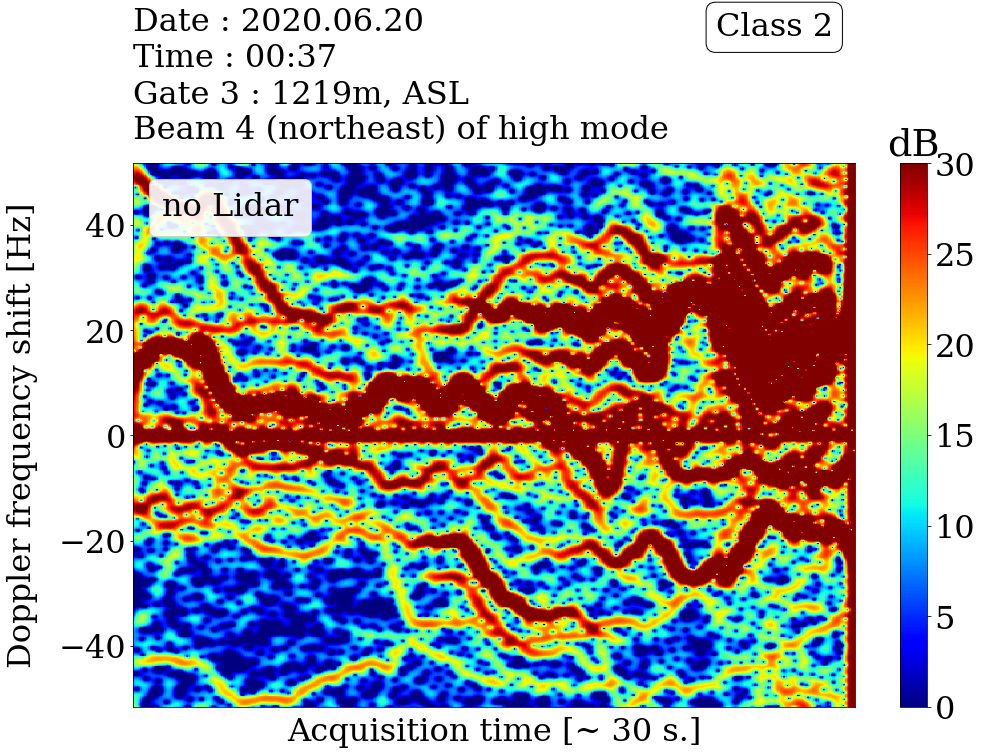 Date : 2020.06.20
Class 2
Time : 00:37
Gate 3 : 1219m, ASL
Beam 4 (northeast) of high mode
dB
no Lidar
Doppler frequency shift [Hz]
40
20
0
−20
−40
30
25
20
15
10
5
0
Acquisition time [~ 30 s.]